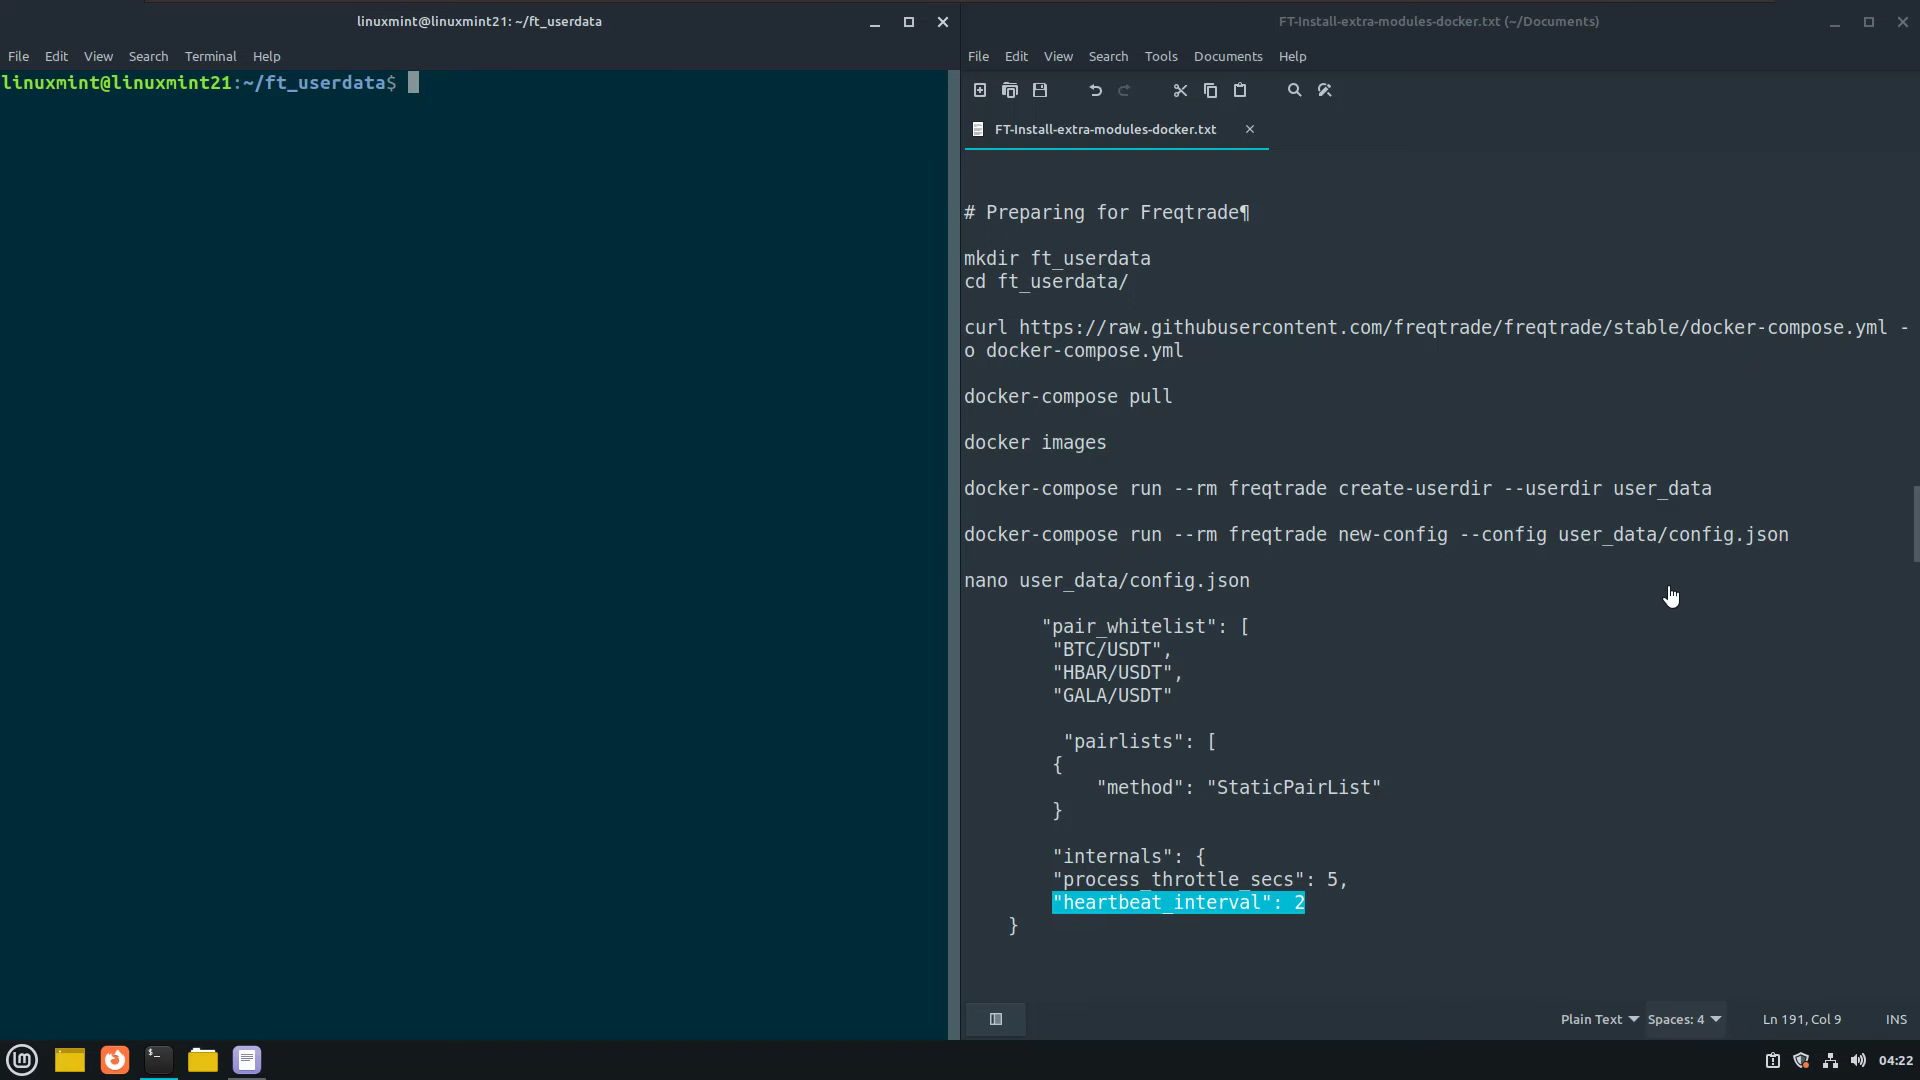 linuxmint@linuxmint21: ~/ft_userdata
File Edit View Search Terminal Help
linuxmint@linuxmint21:~/ft_userdata$
FT-Install-extra-modules-docker.txt (~/Documents)
File Edit View Search Tools Documents Help
FT-Install-extra-modules-docker.txt
# Preparing for Freqtrade¶
mkdir ft_userdata
cd ft_userdata/
curl https://raw.githubusercontent.com/freqtrade/freqtrade/stable/docker-compose.yml -
o docker-compose.yml
docker-compose pull
docker images
docker-compose run --rm freqtrade create-userdir --userdir user_data
docker-compose run --rm freqtrade new-config --config user_data/config.json
nano user_data/config.json
"pair_whitelist": [
"BTC/USDT",
"HBAR/USDT",
"GALA/USDT"
"pairlists": [
{
"method": "StaticPairList"
}
"internals": {
"process_throttle_secs": 5,
"heartbeat_interval": 2
}
Plain Text Spaces: 4 Ln 191, Col 9 INS
04:22